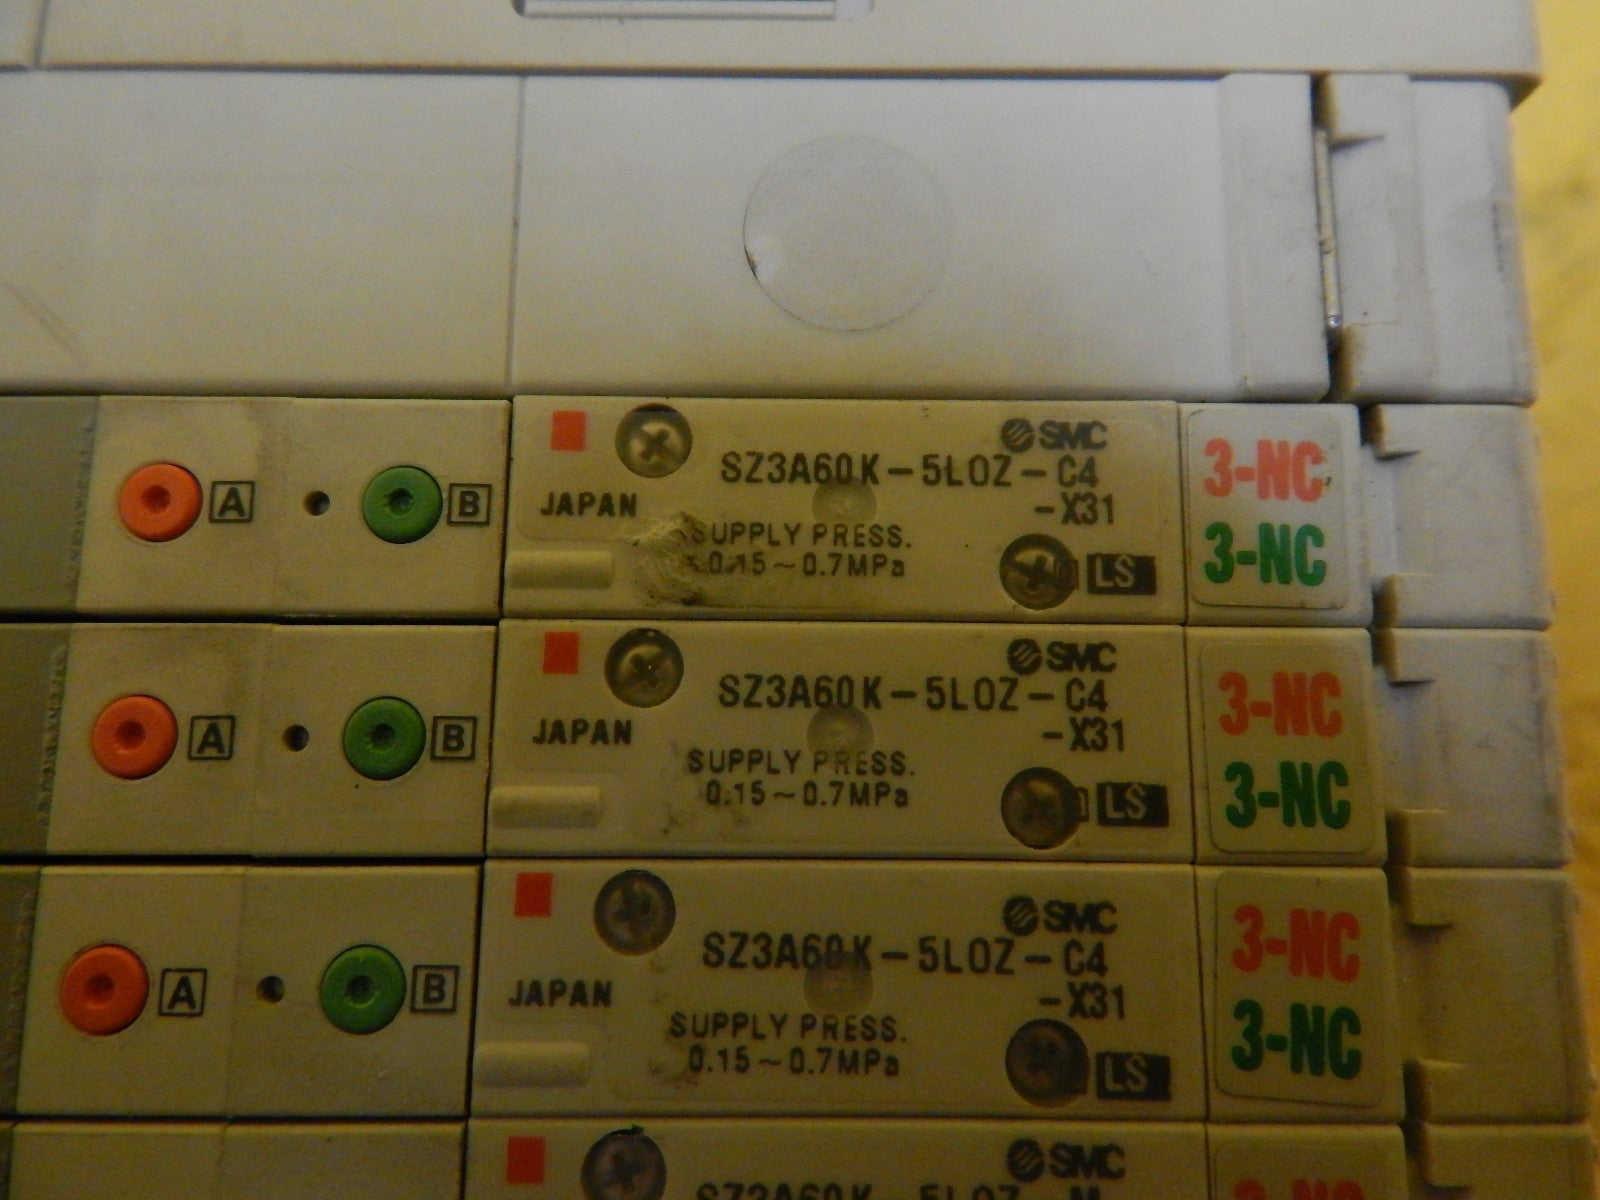 SMC
SZ3A60K-5LOZ-C4
-X31
JAPAN
SUPPLY PRESS.
0.15~0.7MPa
LS
A B
3-NC
3-NC
SMC
SZ3A60K-5LOZ-C4
-X31
JAPAN
SUPPLY PRESS.
0.15~0.7MPa
LS
A B
3-NC
3-NC
SMC
SZ3A60K-5LOZ-C4
-X31
JAPAN
SUPPLY PRESS.
0.15~0.7MPa
LS
A B
3-NC
3-NC
SMC